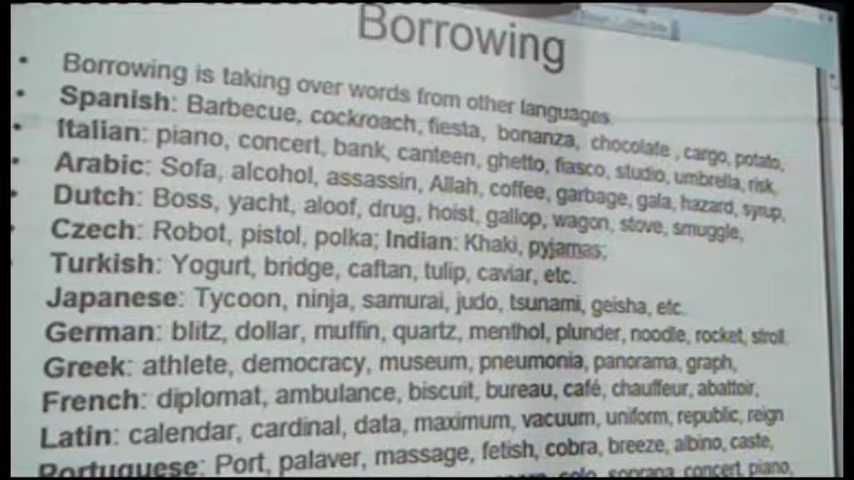 Borrowing
• Borrowing is taking over words from other languages.
• Spanish: Barbecue, cockroach, fiesta, bonanza, chocolate , cargo, potato,
• Italian: piano, concert, bank, canteen, ghetto, fiasco, studio, umbrella, risk,
• Arabic: Sofa, alcohol, assassin, Allah, coffee, garbage, gala, hazard, syrup,
• Dutch: Boss, yacht, aloof, drug, hoist, gallop, wagon, stove, smuggle,
• Czech: Robot, pistol, polka; Indian: Khaki, pyjamas;
Turkish: Yogurt, bridge, caftan, tulip, caviar, etc.
Japanese: Tycoon, ninja, samurai, judo, tsunami, geisha, etc.
German: blitz, dollar, muffin, quartz, menthol, plunder, noodle, rocket, stroll.
Greek: athlete, democracy, museum, pneumonia, panorama, graph,
French: diplomat, ambulance, biscuit, bureau, café, chauffeur, abattoir,
Latin: calendar, cardinal, data, maximum, vacuum, uniform, republic, reign
Portuguese: Port, palaver, massage, fetish, cobra, breeze, albino, caste,
solo, soprano, concert, piano,